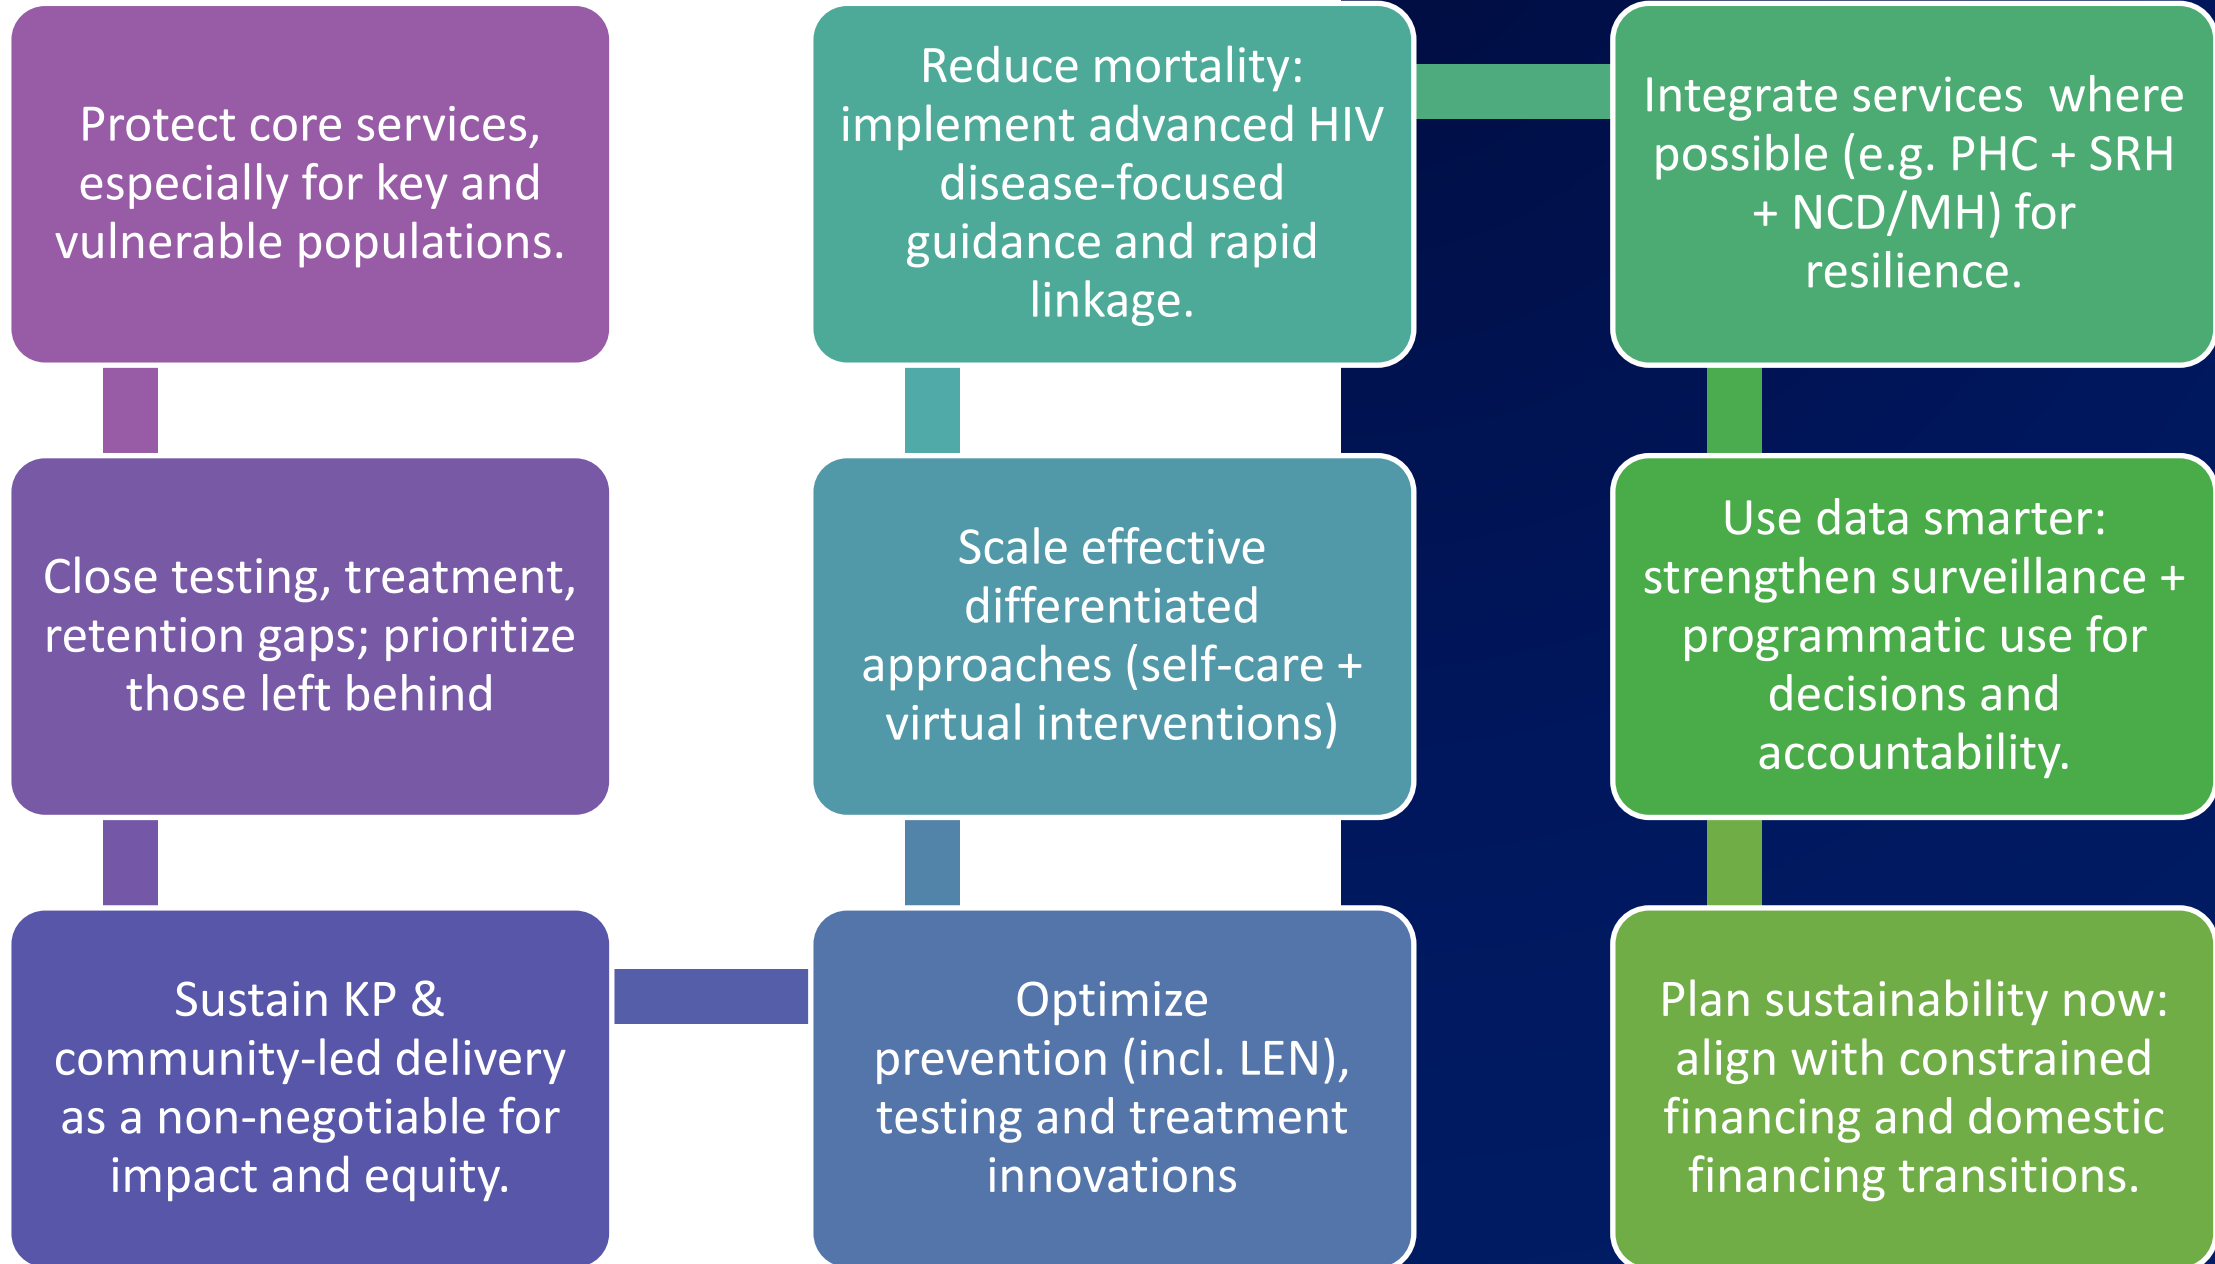 Protect core services,
especially for key and
vulnerable populations.
Close testing, treatment,
retention gaps; prioritize
those left behind
Sustain KP &
community-led delivery
as a non-negotiable for
impact and equity.
Optimize
prevention (incl. LEN),
testing and treatment
innovations
Scale effective
differentiated
approaches (self-care +
virtual interventions)
Reduce mortality:
implement advanced HIV
disease-focused
guidance and rapid
linkage.
Integrate services  where
possible (e.g. PHC + SRH
+ NCD/MH) for
resilience.
Use data smarter:
strengthen surveillance +
programmatic use for
decisions and
accountability.
Plan sustainability now:
align with constrained
financing and domestic
financing transitions.